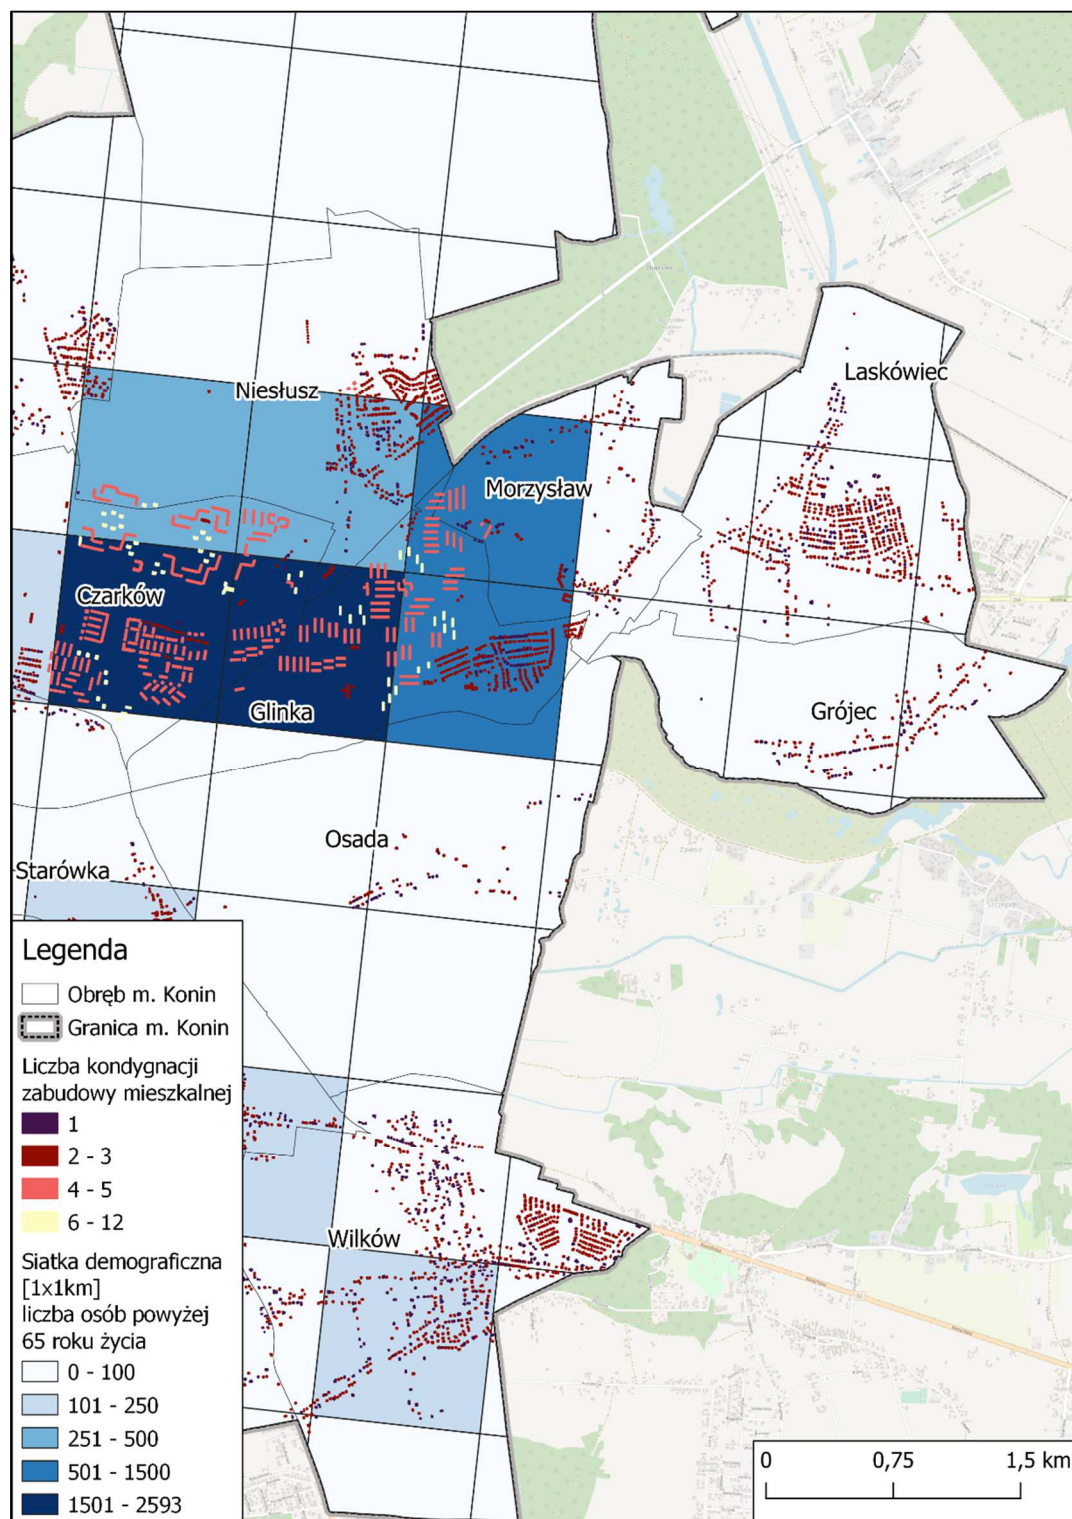 Laskówiec
Niesłusz
Morzysław
Czarków
Glinka
Grójec
Osada
Starówka
Wilków
Legenda
Obręb m. Konin
Granica m. Konin
Liczba kondygnacji
zabudowy mieszkalnej
1
2 - 3
4 - 5
6 - 12
Siatka demograficzna
[1x1km]
liczba osób powyżej
65 roku życia
0 - 100
101 - 250
251 - 500
501 - 1500
1501 - 2593
0 0,75 1,5 km